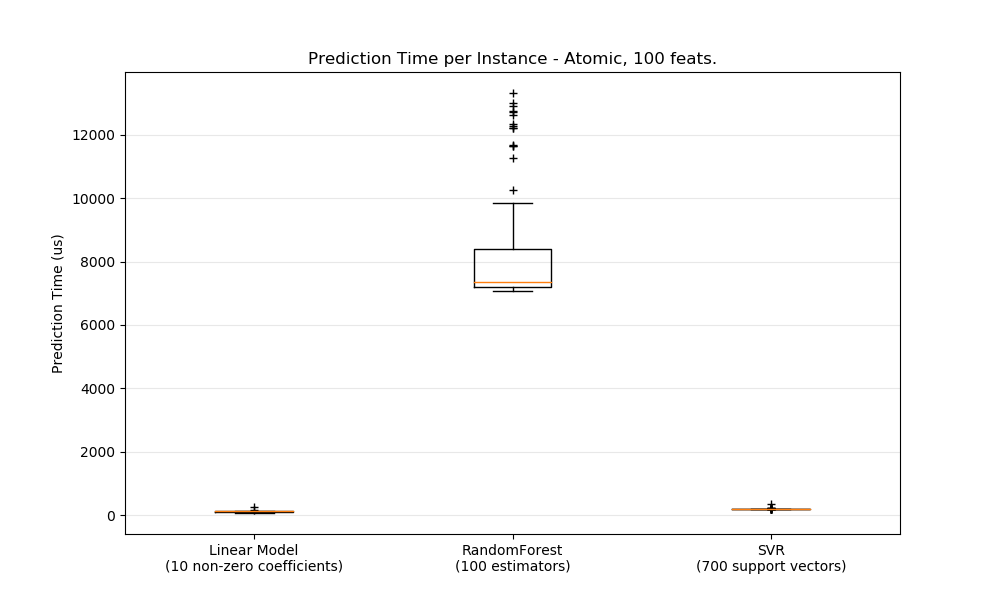 Prediction Time per Instance - Atomic, 100 feats.
Prediction Time (us)
12000
10000
8000
6000
4000
2000
0
Linear Model
(10 non-zero coefficients)
RandomForest
(100 estimators)
SVR
(700 support vectors)